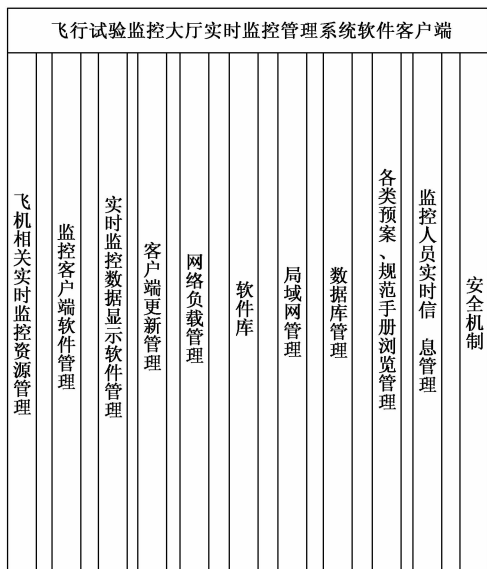 飞行试验监控大厅实时监控管理系统软件客户端
飞机相关实时监控资源管理
监控客户端软件管理
实时监控数据显示软件管理
客户端更新管理
网络负载管理
软件库
局域网管理
数据库管理
各类预案、规范手册浏览管理
监控人员实时信 息管理
安全机制